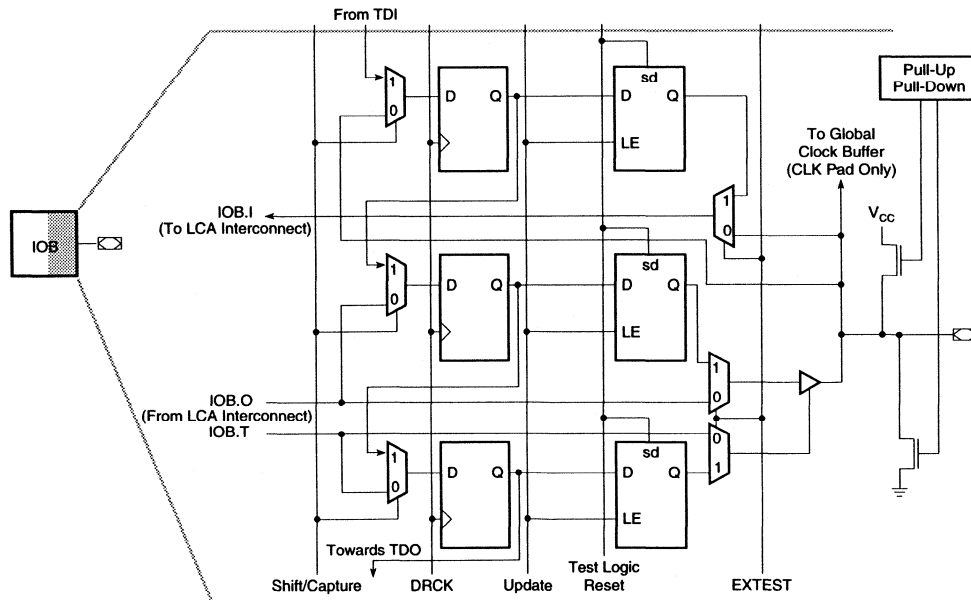 From TDI
1
0
D Q
sd
D
LE
Pull-Up
Pull-Down
To Global
Clock Buffer
(CLK Pad Only)
1
0
IOB.I
(To LCA Interconnect)
VCC
IOB
1
0
D Q
sd
D Q
LE
1
0
IOB.O
(From LCA Interconnect)
IOB.T
0
1
1
0
D Q
sd
D Q
LE
Towards TDO
Shift/Capture
DRCK
Update
Test Logic
Reset
EXTEST